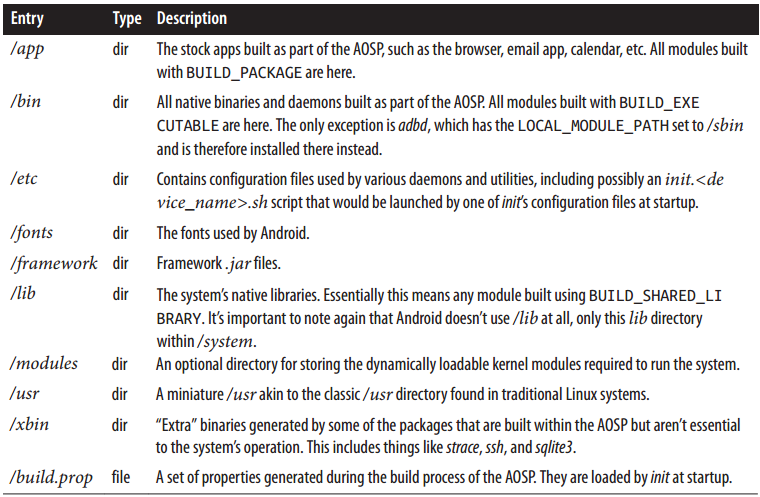 Entry Type Description
/app dir The stock apps built as part of the AOSP, such as the browser, email app, calendar, etc. All modules built
with BUILD_PACKAGE are here.
/bin dir All native binaries and daemons built as part of the AOSP. All modules built with BUILD_EXE
CUTABLE are here. The only exception is adbd, which has the LOCAL_MODULE_PATH set to /sbin
and is therefore installed there instead.
/etc dir Contains configuration files used by various daemons and utilities, including possibly an init.<de
vice_name>.sh script that would be launched by one of init's configuration files at startup.
/fonts dir The fonts used by Android.
/framework dir Framework .jar files.
/lib dir The system's native libraries. Essentially this means any module built using BUILD_SHARED_LI
BRARY. It's important to note again that Android doesn't use /lib at all, only this lib directory
within /system.
/modules dir An optional directory for storing the dynamically loadable kernel modules required to run the system.
/usr dir A miniature /usr akin to the classic /usr directory found in traditional Linux systems.
/xbin dir "Extra" binaries generated by some of the packages that are built within the AOSP but aren't essential
to the system's operation. This includes things like strace, ssh, and sqlite3.
/build.prop file A set of properties generated during the build process of the AOSP. They are loaded by init at startup.